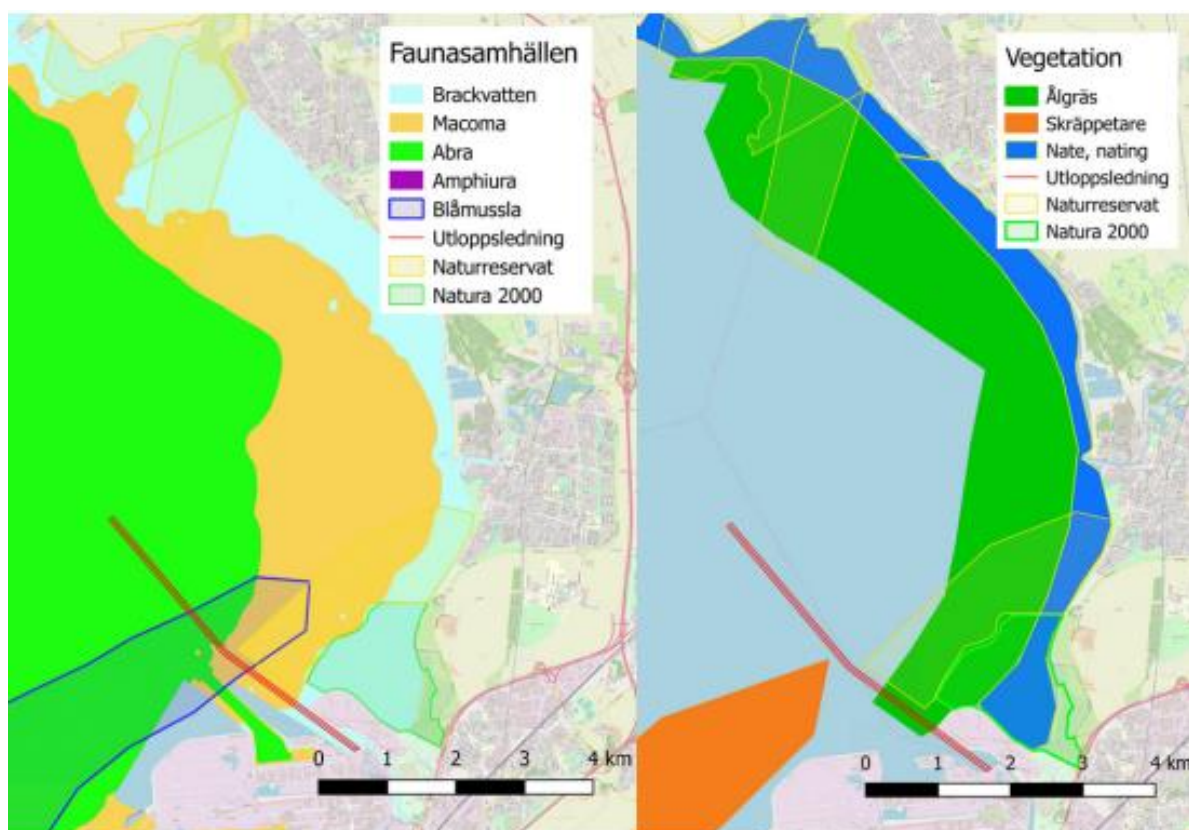 Faunasamhällen
Brackvatten
Macoma
Abra
Amphiura
Blåmussla
Utloppsledning
Naturreservat
Natura 2000
0 1 2 3 4 km
Vegetation
Ålgräs
Skräppetare
Nate, nating
Utloppsledning
Naturreservat
Natura 2000
0 1 2 3 4 km